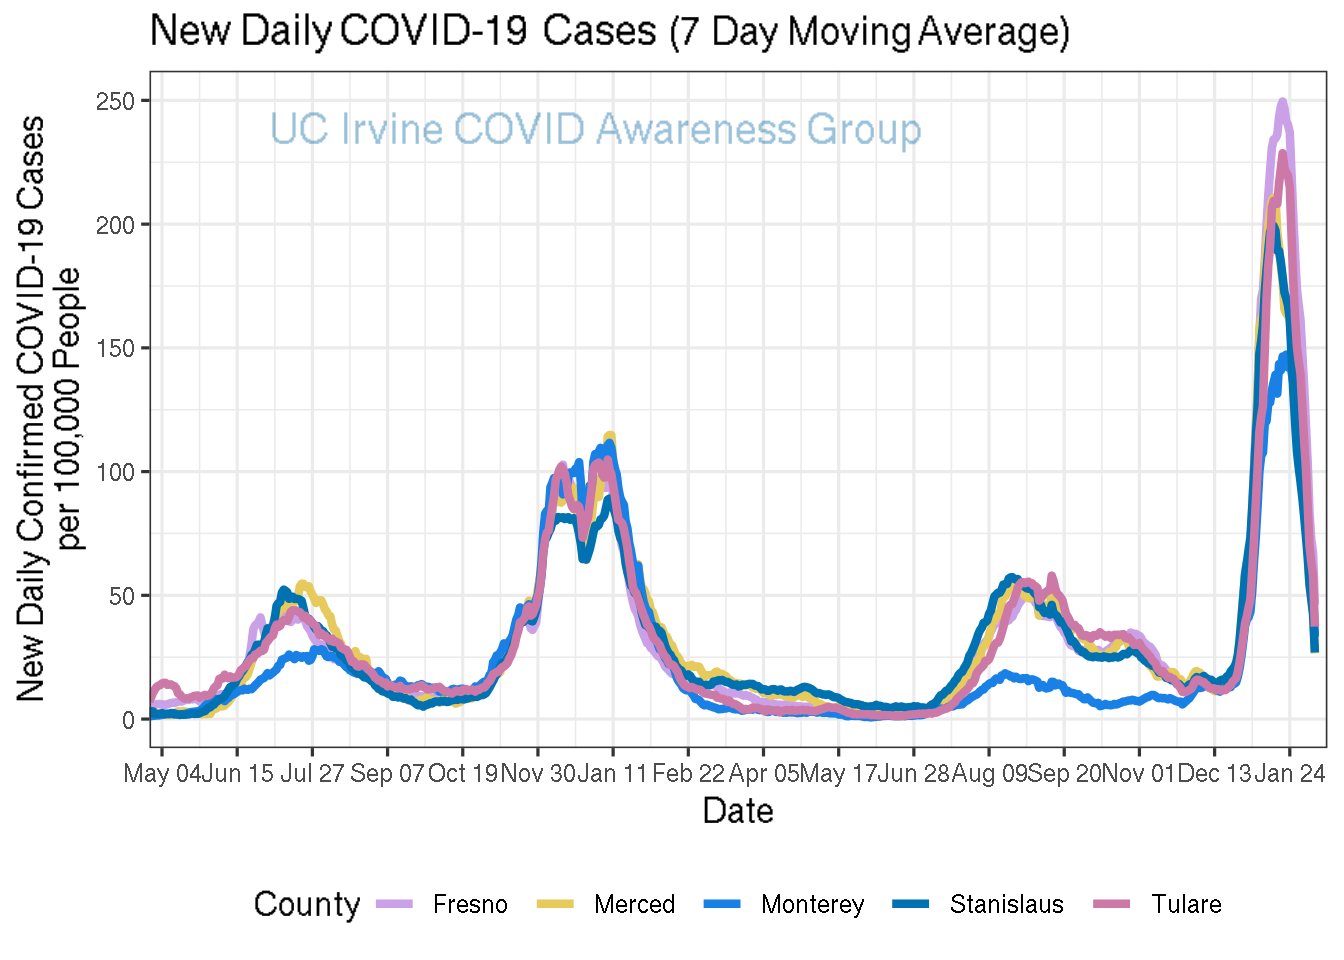 New Daily COVID-19 Cases (7 Day Moving Average)
UC Irvine COVID Awareness Group
New Daily Confirmed COVID-19 Cases
per 100,000 People
250
200
150
100
50
0
May 04 Jun 15 Jul 27 Sep 07 Oct 19 Nov 30 Jan 11 Feb 22 Apr 05 May 17 Jun 28 Aug 09 Sep 20 Nov 01 Dec 13 Jan 24
Date
County Fresno Merced Monterey Stanislaus Tulare